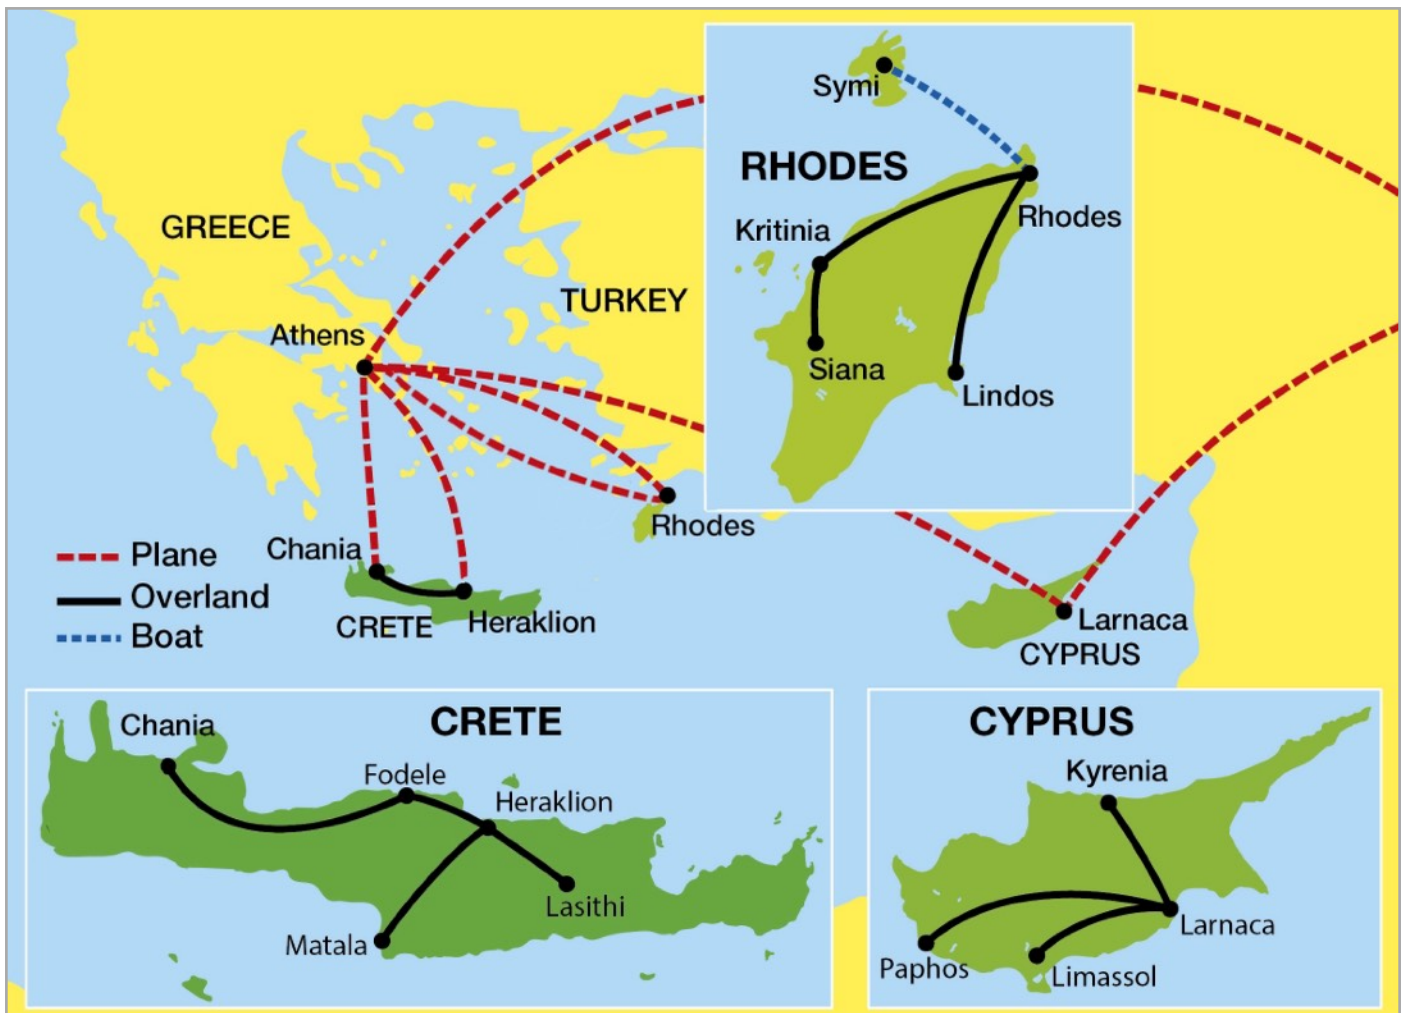 GREECE
TURKEY
Athens
Rhodes
Chania
CRETE
Heraklion
Larnaca
CYPRUS
Plane
Overland
Boat
Symi
RHODES
Rhodes
Kritinia
Siana
Lindos
CRETE
Chania
Fodele
Heraklion
Lasithi
Matala
CYPRUS
Kyrenia
Larnaca
Paphos
Limassol